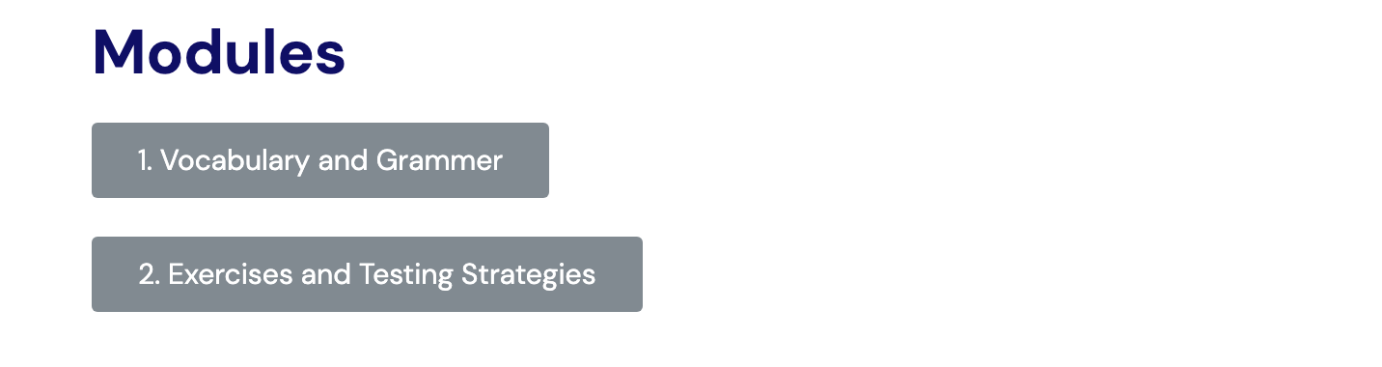 Modules
1. Vocabulary and Grammer
2. Exercises and Testing Strategies